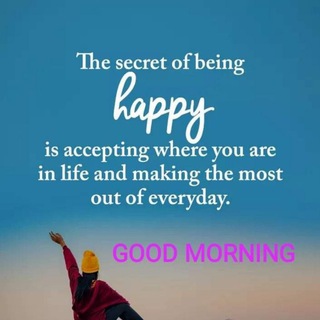 The secret of being
happy
is accepting where you are
in life and making the most
out of everyday.
GOOD MORNING